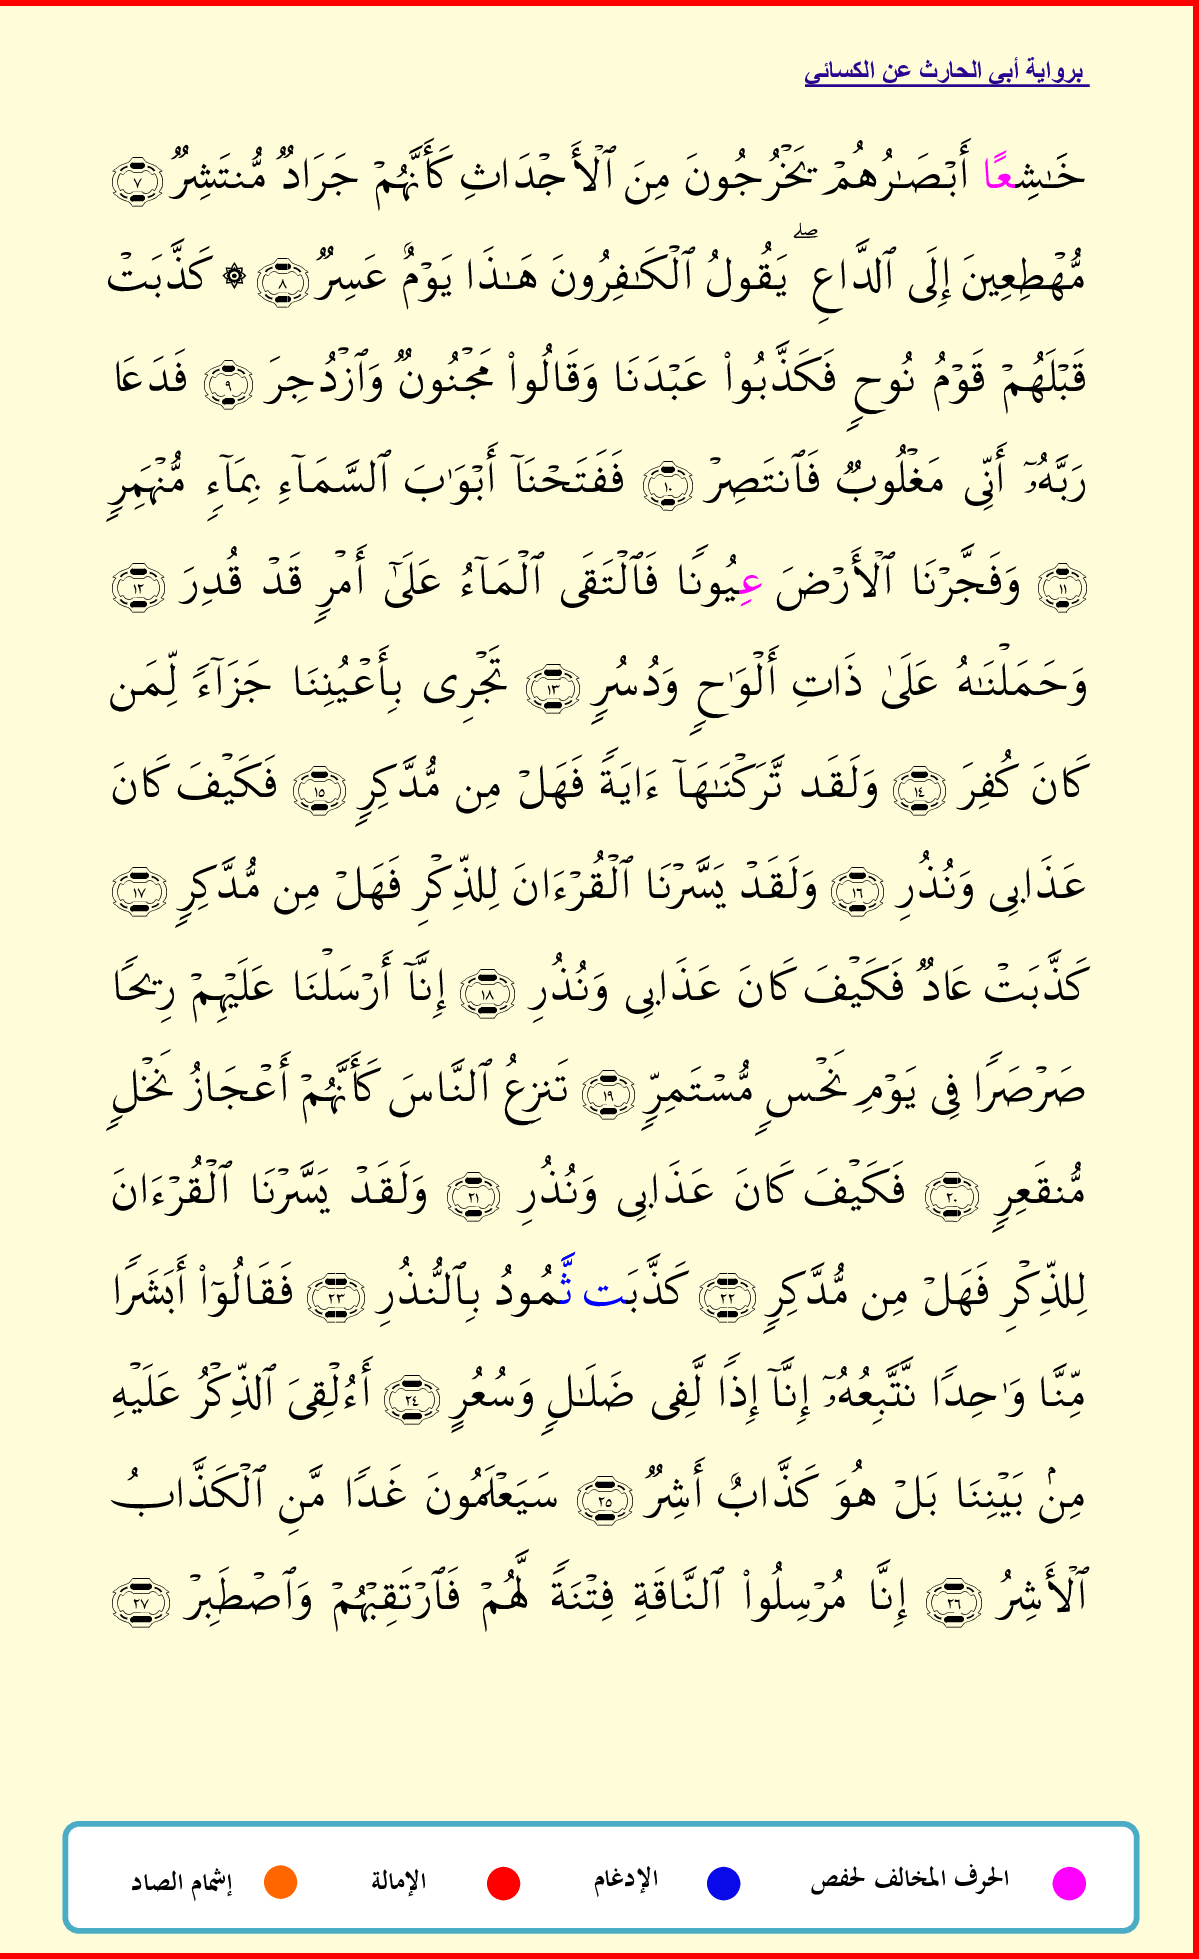 برواية أبي الحارث عن الكسائي
خَـٰشِعًا أَبۡصَـٰرُهُمۡ يَخۡرُجُونَ مِنَ ٱلۡأَجۡدَاثِ كَأَنَّهُمۡ جَرَادٌ مُّنتَشِرٌ ٧
مُّهۡطِعِينَ إِلَى ٱلدَّاعِ ۖ يَقُولُ ٱلۡكَـٰفِرُونَ هَـٰذَا يَوۡمٌ عَسِرٌ ٨ ۞ كَذَّبَتۡ
قَبۡلَهُمۡ قَوۡمُ نُوحٍ فَكَذَّبُواْ عَبۡدَنَا وَقَالُواْ مَجۡنُونٌ وَٱزۡدُجِرَ ٩ فَدَعَا
رَبَّهُۥٓ أَنِّى مَغۡلُوبٌ فَٱنتَصِرۡ ١٠ فَفَتَحۡنَآ أَبۡوَٰبَ ٱلسَّمَآءِ بِمَآءٍ مُّنۡهَمِرٍ
١١ وَفَجَّرۡنَا ٱلۡأَرۡضَ عِيُونًا فَٱلۡتَقَى ٱلۡمَآءُ عَلَىٰٓ أَمۡرٍ قَدۡ قُدِرَ ١٢
وَحَمَلۡنَـٰهُ عَلَىٰ ذَاتِ أَلۡوَٰحٍ وَدُسُرٍ ١٣ تَجۡرِى بِأَعۡيُنِنَا جَزَآءً لِّمَن
كَانَ كُفِرَ ١٤ وَلَقَد تَّرَكۡنَـٰهَآ ءَايَةً فَهَلۡ مِن مُّدَّكِرٍ ١٥ فَكَيۡفَ كَانَ
عَذَابِى وَنُذُرِ ١٦ وَلَقَدۡ يَسَّرۡنَا ٱلۡقُرۡءَانَ لِلذِّكۡرِ فَهَلۡ مِن مُّدَّكِرٍ ١٧
كَذَّبَتۡ عَادٌ فَكَيۡفَ كَانَ عَذَابِى وَنُذُرِ ١٨ إِنَّآ أَرۡسَلۡنَا عَلَيۡهِمۡ رِيحًا
صَرۡصَرًا فِى يَوۡمِ نَحۡسٍ مُّسۡتَمِرٍّ ١٩ تَنزِعُ ٱلنَّاسَ كَأَنَّهُمۡ أَعۡجَازُ نَخۡلٍ
مُّنقَعِرٍ ٢٠ فَكَيۡفَ كَانَ عَذَابِى وَنُذُرِ ٢١ وَلَقَدۡ يَسَّرۡنَا ٱلۡقُرۡءَانَ
لِلذِّكۡرِ فَهَلۡ مِن مُّدَّكِرٍ ٢٢ كَذَّبَت ثَّمُودُ بِٱلنُّذُرِ ٢٣ فَقَالُوٓاْ أَبَشَرًا
مِّنَّا وَٰحِدًا نَّتَّبِعُهُۥٓ إِنَّآ إِذًا لَّفِى ضَلَـٰلٍ وَسُعُرٍ ٢٤ أَءُلۡقِىَ ٱلذِّكۡرُ عَلَيۡهِ
مِنۢ بَيۡنِنَا بَلۡ هُوَ كَذَّابٌ أَشِرٌ ٢٥ سَيَعۡلَمُونَ غَدًا مَّنِ ٱلۡكَذَّابُ
ٱلۡأَشِرُ ٢٦ إِنَّا مُرۡسِلُواْ ٱلنَّاقَةِ فِتۡنَةً لَّهُمۡ فَٱرۡتَقِبۡهُمۡ وَٱصۡطَبِرۡ ٢٧
الحرف المخالف لحفص الإدغام الإمالة إشمام الصاد